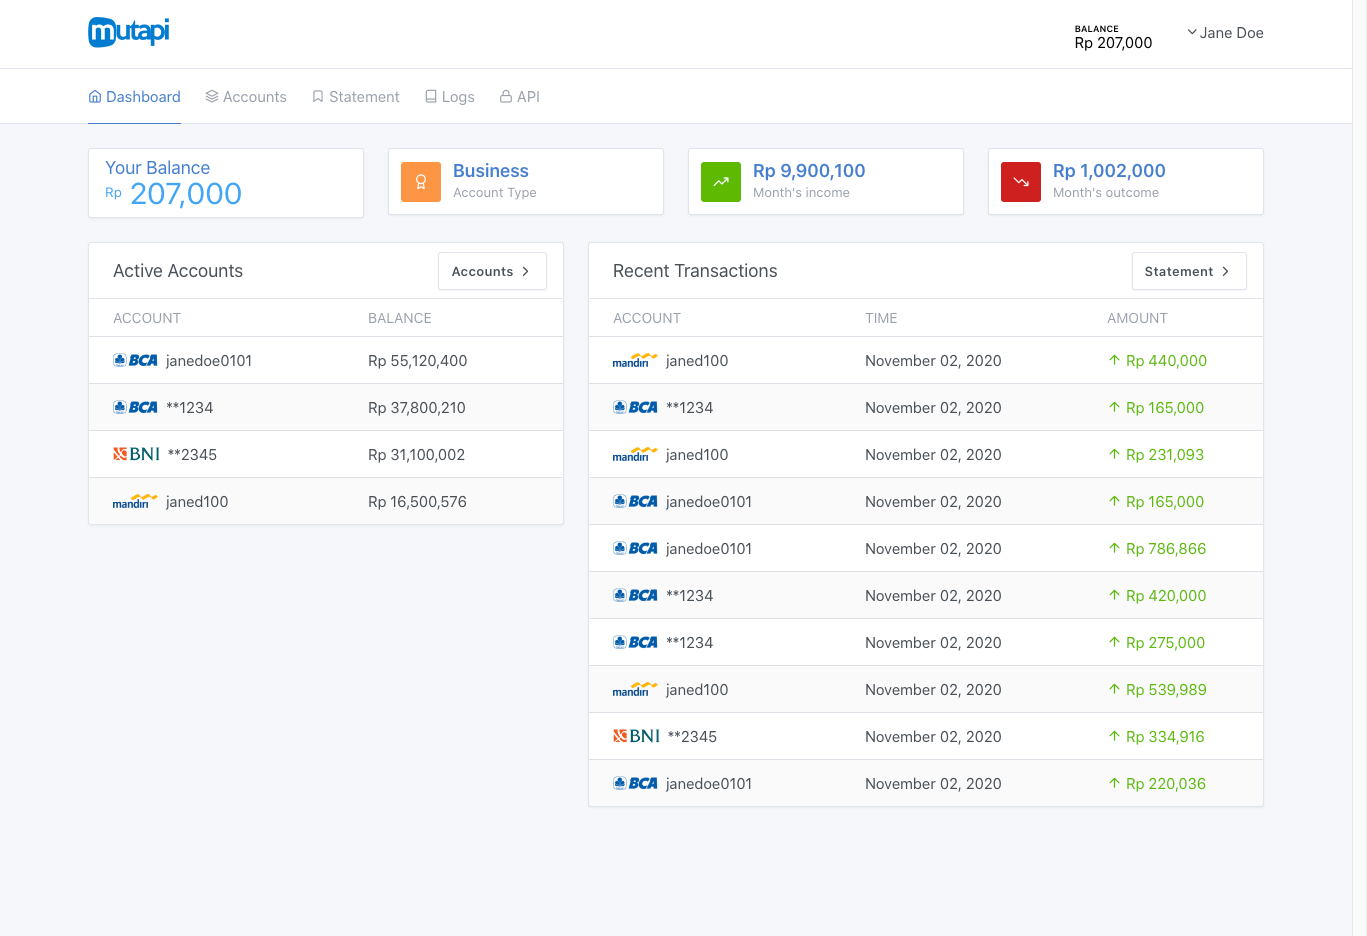 mutapi
BALANCE
Rp 207,000
Jane Doe
Dashboard Accounts Statement Logs API
Your Balance
Rp 207,000
Business
Account Type
Rp 9,900,100
Month's income
Rp 1,002,000
Month's outcome
Active Accounts
Accounts
ACCOUNT BALANCE
BCA janedoe0101 Rp 55,120,400
BCA **1234 Rp 37,800,210
BNI **2345 Rp 31,100,002
mandiri janed100 Rp 16,500,576
Recent Transactions
Statement
ACCOUNT TIME AMOUNT
mandiri janed100 November 02, 2020 Rp 440,000
BCA **1234 November 02, 2020 Rp 165,000
mandiri janed100 November 02, 2020 Rp 231,093
BCA janedoe0101 November 02, 2020 Rp 165,000
BCA janedoe0101 November 02, 2020 Rp 786,866
BCA **1234 November 02, 2020 Rp 420,000
BCA **1234 November 02, 2020 Rp 275,000
mandiri janed100 November 02, 2020 Rp 539,989
BNI **2345 November 02, 2020 Rp 334,916
BCA janedoe0101 November 02, 2020 Rp 220,036